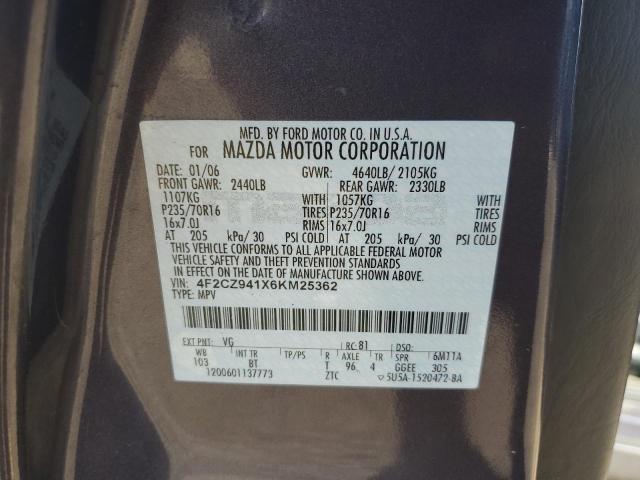 MFD. BY FORD MOTOR CO. IN U.S.A.
FOR MAZDA MOTOR CORPORATION
DATE: 01/06 GVWR: 4640LB/ 2105KG
FRONT GAWR: 2440LB REAR GAWR: 2330LB
1107KG WITH 1057KG WITH
P235/70R16 TIRES P235/70R16 TIRES
16x7.0J RIMS 16x7.0J RIMS
AT 205 kPa/ 30 PSI COLD AT 205 kPa/ 30 PSI COLD
THIS VEHICLE CONFORMS TO ALL APPLICABLE FEDERAL MOTOR
VEHICLE SAFETY AND THEFT PREVENTION STANDARDS
IN EFFECT ON THE DATE OF MANUFACTURE SHOWN ABOVE.
VIN: 4F2CZ941X6KM25362
TYPE: MPV
EXT PNT: VG RC: 81 DSO:
WB INT TR TP/PS R AXLE TR SPR 6M11A
103 BT T 96 4 GGEE 305
1200601137773 ZTC 5U5A-1520472-BA